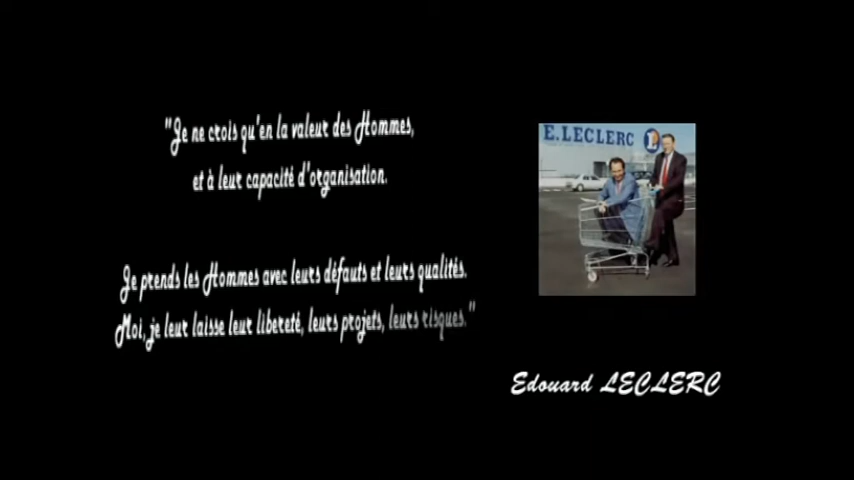 "Je ne crois qu'en la valeur des Hommes,
et à leur capacité d'organisation.
Je prends les Hommes avec leurs défauts et leurs qualités.
Moi, je leur laisse leur libereté, leurs projets, leurs risques."
E.LECLERC
Edouard LECLERC